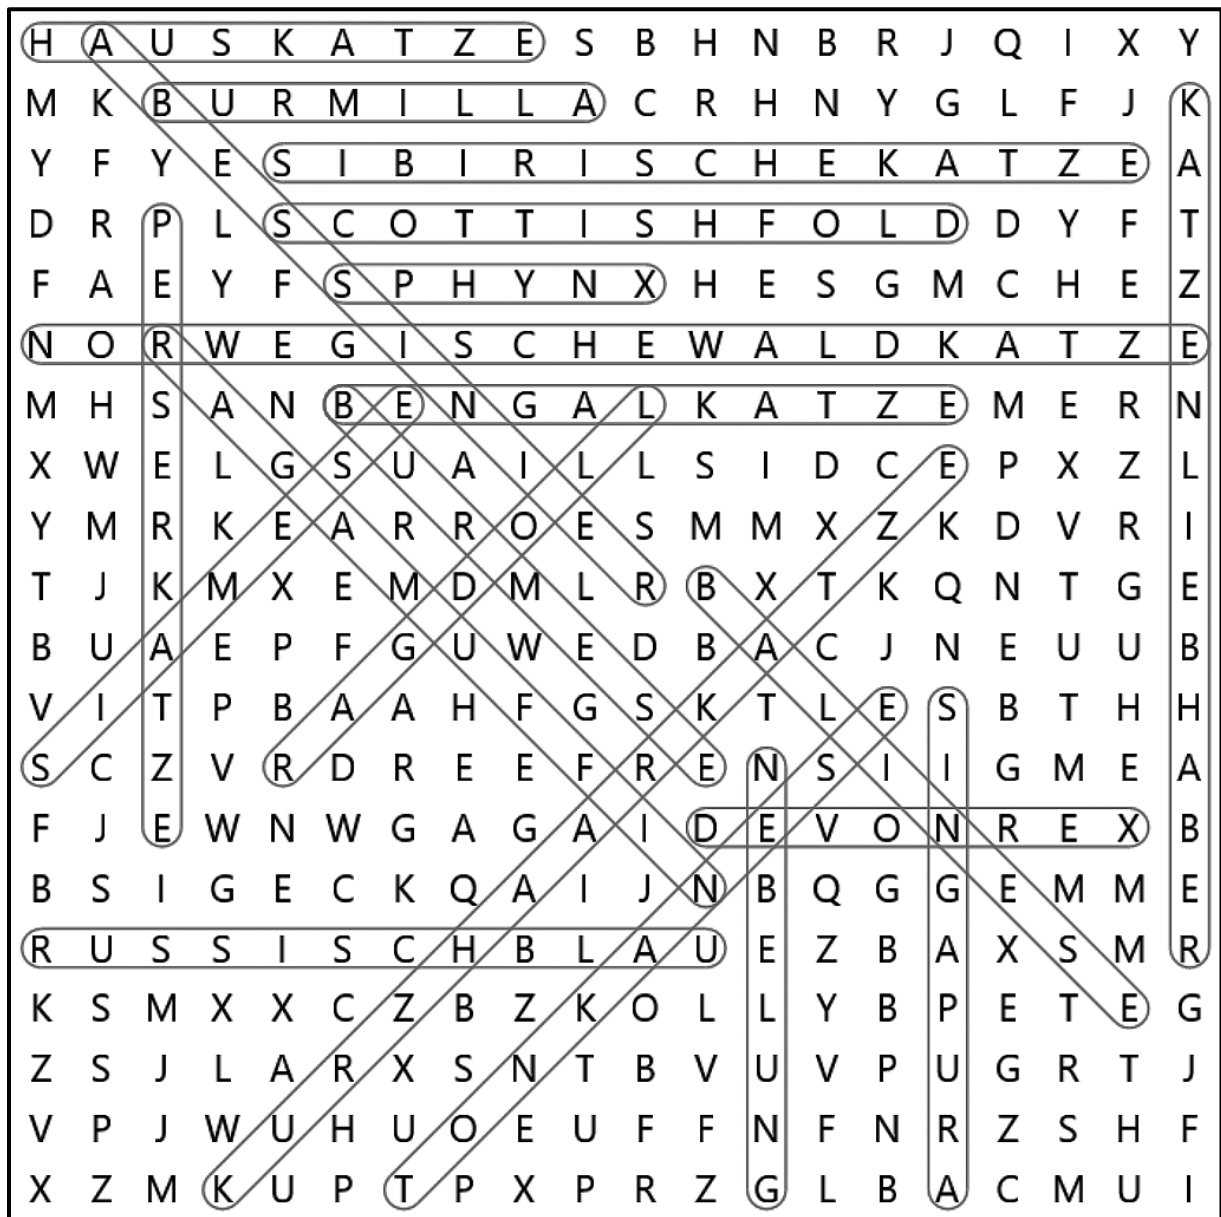 H A U S K A T Z E S B H N B R J Q I X Y
M K B U R M I L L A C R H N Y G L F J K
Y F Y E S I B I R I S C H E K A T Z E A
D R P L S C O T T I S H F O L D D Y F T
F A E Y F S P H Y N X H E S G M C H E Z
N O R W E G I S C H E W A L D K A T Z E
M H S A N B E N G A L K A T Z E M E R N
X W E L G S U A I L L S I D C E P X Z L
Y M R K E A R R O E S M M X Z K D V R I
T J K M X E M D M L R B X T K Q N T G E
B U A E P F G U W E D B A C J N E U U B
V I T P B A A H F G S K T L E S B T H H
S C Z V R D R E E F R E N S I I G M E A
F J E W N W G A G A I D E V O N R E X B
B S I G E C K Q A I J N B Q G G E M M E
R U S S I S C H B L A U E Z B A X S M R
K S M X X C Z B Z K O L L Y B P E T E G
Z S J L A R X S N T B V U V P U G R T J
V P J W U H U O E U F F N F N R Z S H F
X Z M K U P T P X P R Z G L B A C M U I